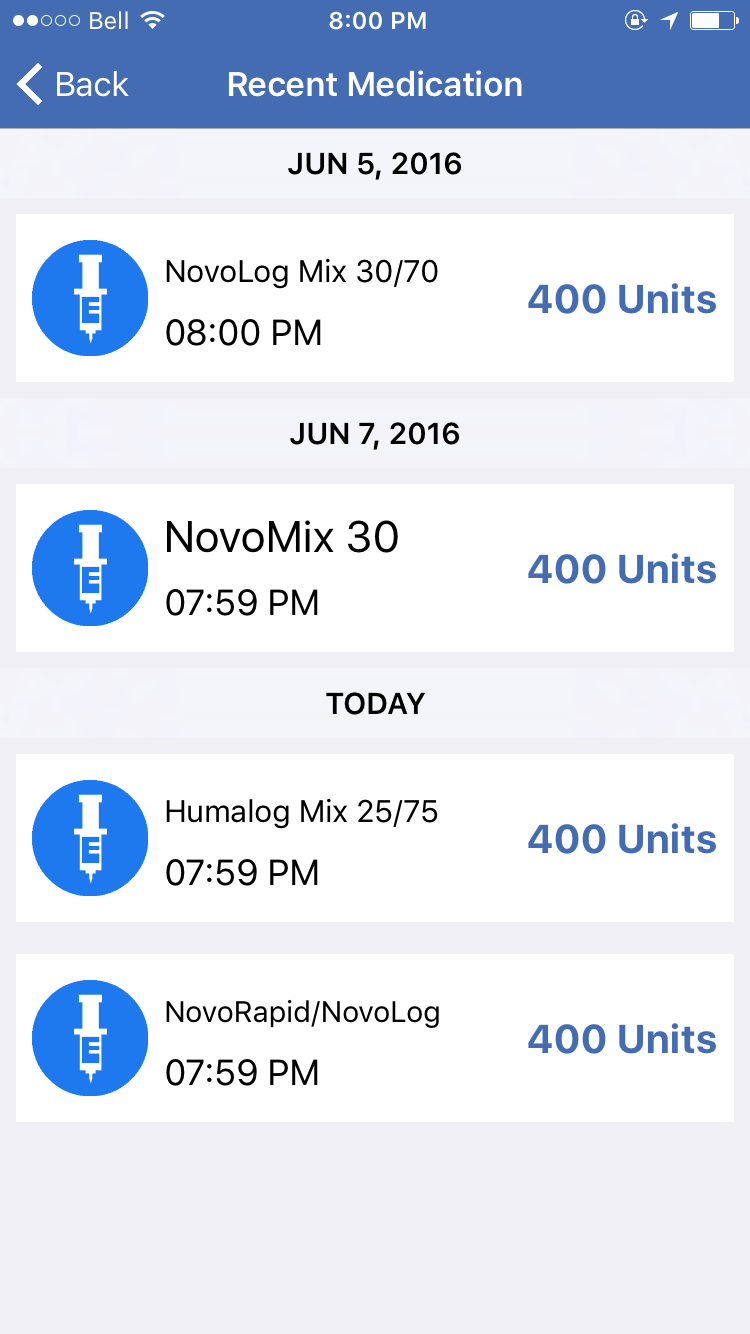 Bell 8:00 PM
Back Recent Medication
JUN 5, 2016
NovoLog Mix 30/70
08:00 PM
400 Units
JUN 7, 2016
NovoMix 30
07:59 PM
400 Units
TODAY
Humalog Mix 25/75
07:59 PM
400 Units
NovoRapid/NovoLog
07:59 PM
400 Units